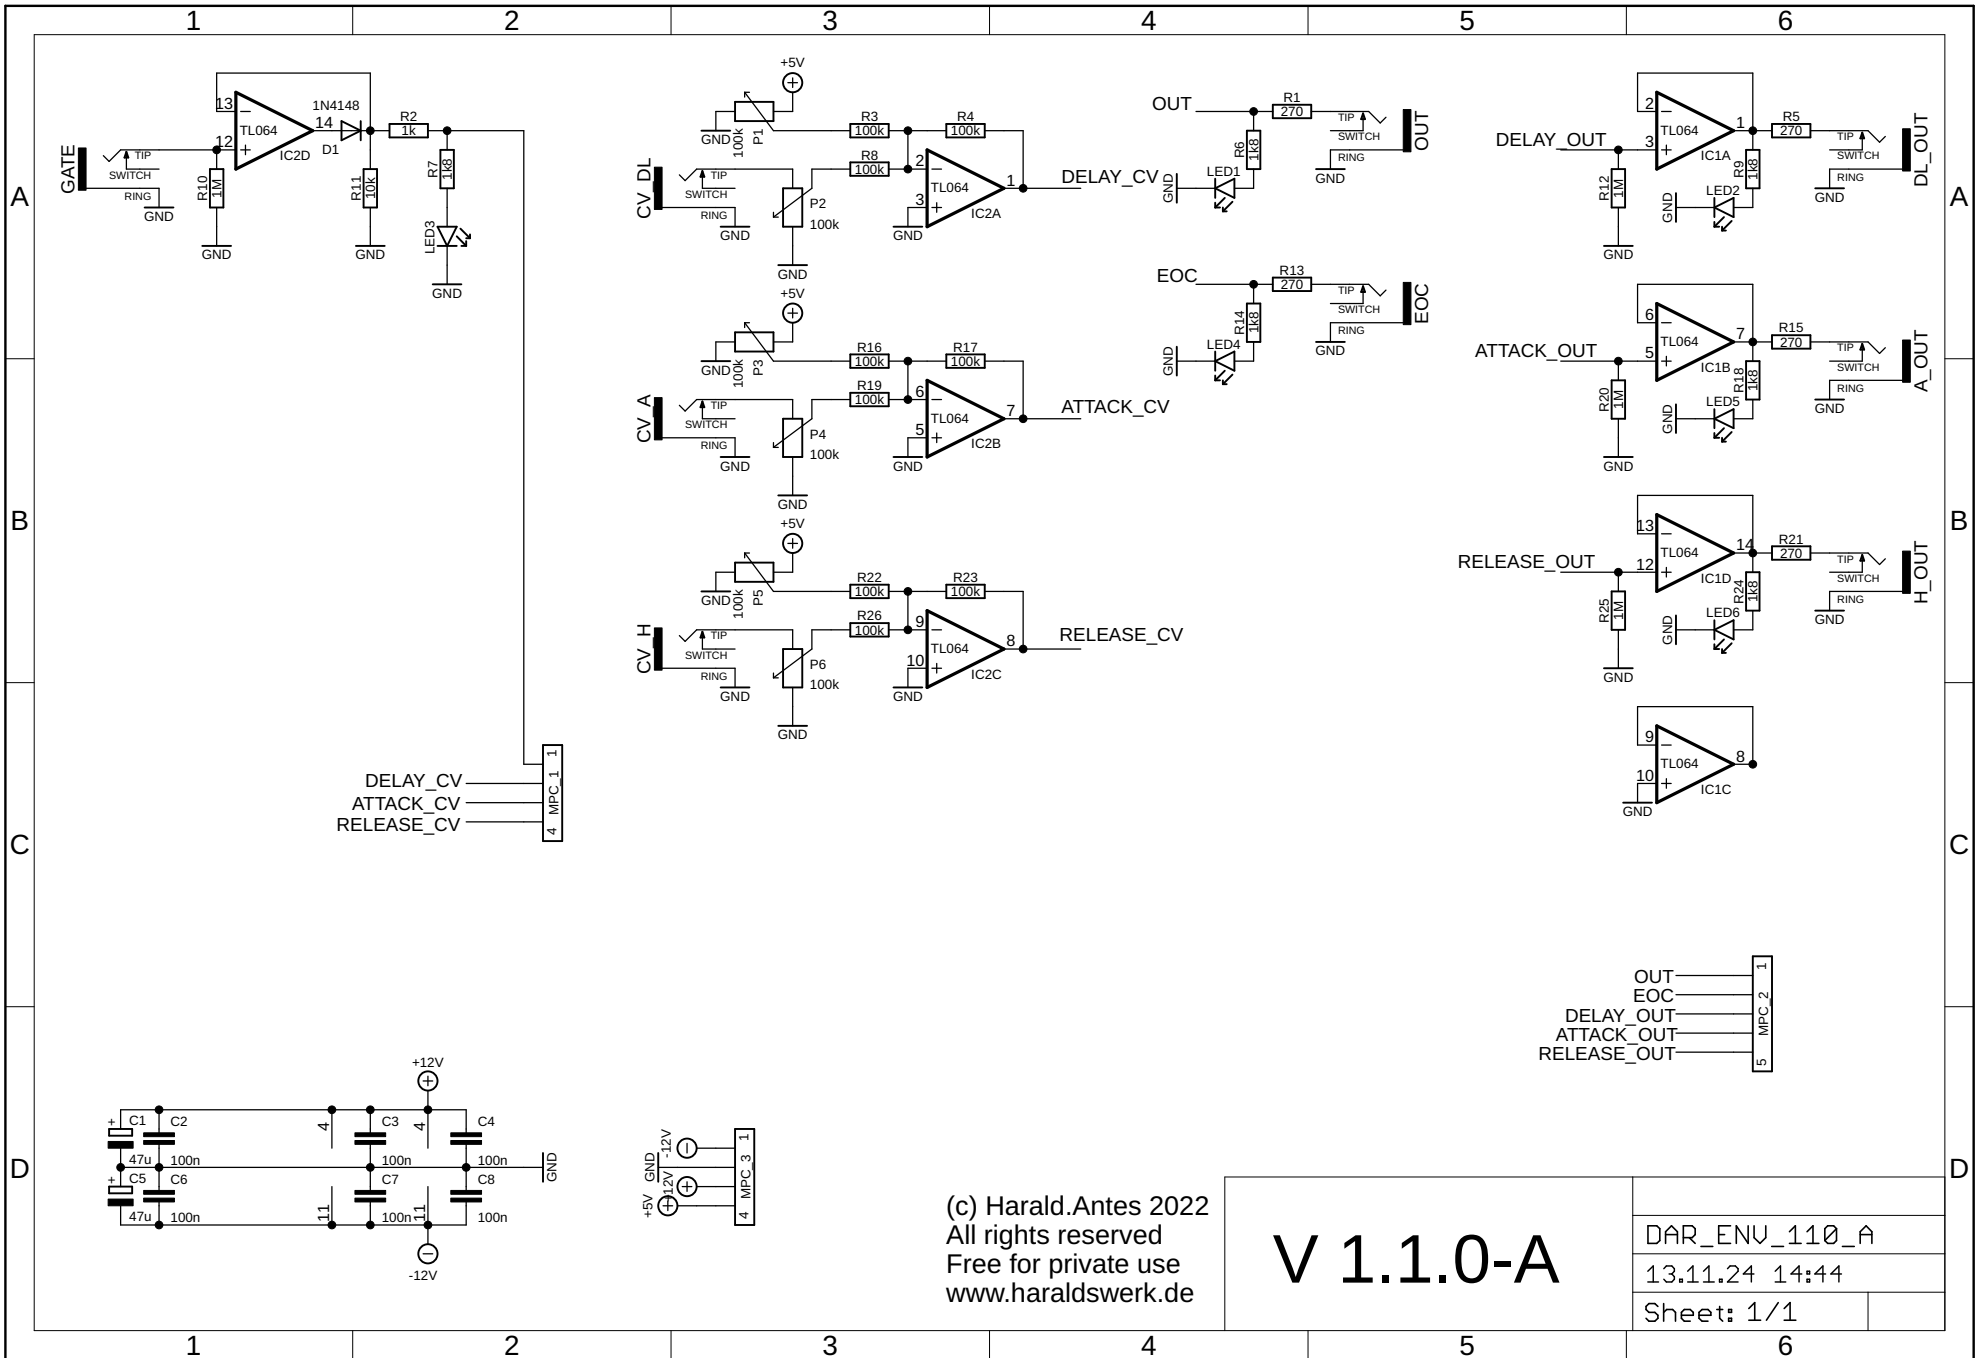 1 2 3 4 5 6
A
GATE
TIP
SWITCH
RING
GND
R10
1M
GND
13
12
14
TL064
IC2D
1N4148
D1
R11
10k
GND
R2
1k
R7
1k8
LED3
GND
+5V
GND
100k
P1
R3
100k
R4
100k
CV_DL
TIP
SWITCH
RING
GND
P2
100k
GND
R8
100k
2
3
1
TL064
IC2A
GND
DELAY_CV
+5V
GND
100k
P3
R16
100k
R17
100k
CV_A
TIP
SWITCH
RING
GND
P4
100k
GND
R19
100k
6
5
7
TL064
IC2B
GND
ATTACK_CV
+5V
GND
100k
P5
R22
100k
R23
100k
CV_H
TIP
SWITCH
RING
GND
P6
100k
GND
R26
100k
9
10
8
TL064
IC2C
GND
RELEASE_CV
OUT
R1
270
R6
1k8
LED1
GND
TIP
SWITCH
RING
GND
OUT
EOC
R13
270
R14
1k8
LED4
GND
TIP
SWITCH
RING
GND
EOC
DELAY_OUT
R12
1M
GND
2
3
1
TL064
IC1A
R5
270
R9
1k8
LED2
GND
TIP
SWITCH
RING
GND
DL_OUT
ATTACK_OUT
R20
1M
GND
6
5
7
TL064
IC1B
R15
270
R18
1k8
LED5
GND
TIP
SWITCH
RING
GND
A_OUT
RELEASE_OUT
R25
1M
GND
13
12
14
TL064
IC1D
R21
270
R24
1k8
LED6
GND
TIP
SWITCH
RING
GND
H_OUT
9
10
8
TL064
IC1C
GND
A
B
B
C
C
DELAY_CV
ATTACK_CV
RELEASE_CV
1
MPC_1
4
OUT
EOC
DELAY_OUT
ATTACK_OUT
RELEASE_OUT
1
MPC_2
5
D
D
+12V
+
C1
47u
C2
100n
4
C3
100n
4
C4
100n
GND
+
C5
47u
C6
100n
11
C7
100n
11
C8
100n
-12V
-12V
GND
+12V
+5V
1
MPC_3
4
(c) Harald.Antes 2022
All rights reserved
Free for private use
www.haraldswerk.de
V 1.1.0-A
DAR_ENV_110_A
13.11.24 14:44
Sheet: 1/1
1 2 3 4 5 6